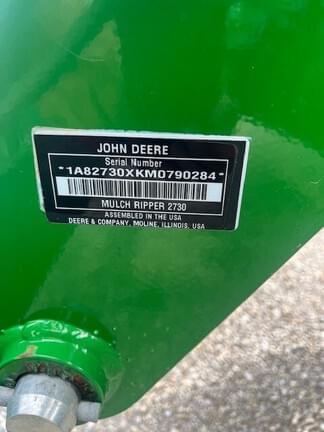 JOHN DEERE
Serial Number
*1A82730XKM0790284*
MULCH RIPPER 2730
ASSEMBLED IN THE USA
DEERE & COMPANY, MOLINE, ILLINOIS, USA